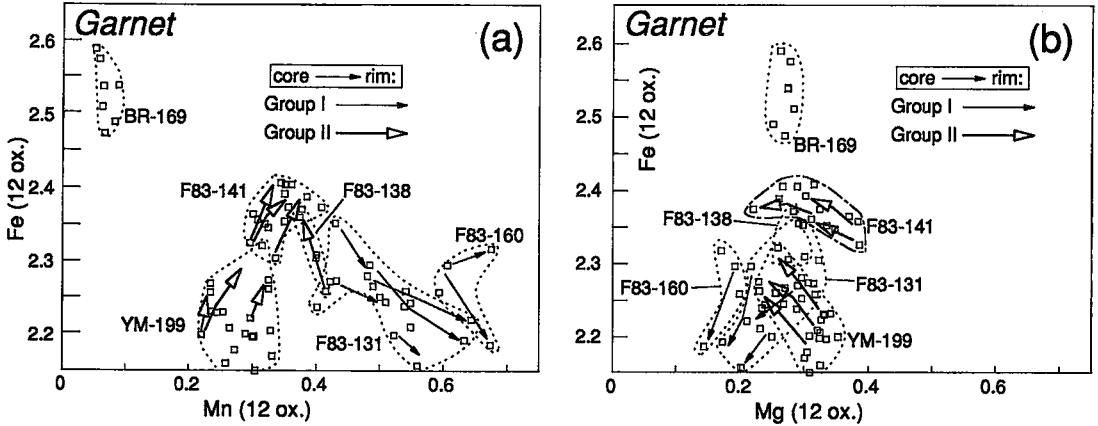 Garnet
(a)
2.6
2.5
2.4
2.3
2.2
Fe (12 ox.)
0
0.2
0.4
0.6
Mn (12 ox.)
core rim:
Group I
Group II
BR-169
F83-141
F83-138
F83-160
YM-199
F83-131
Garnet
(b)
2.6
2.5
2.4
2.3
2.2
Fe (12 ox.)
0
0.2
0.4
0.6
Mg (12 ox.)
core rim:
Group I
Group II
BR-169
F83-138
F83-141
F83-160
F83-131
YM-199